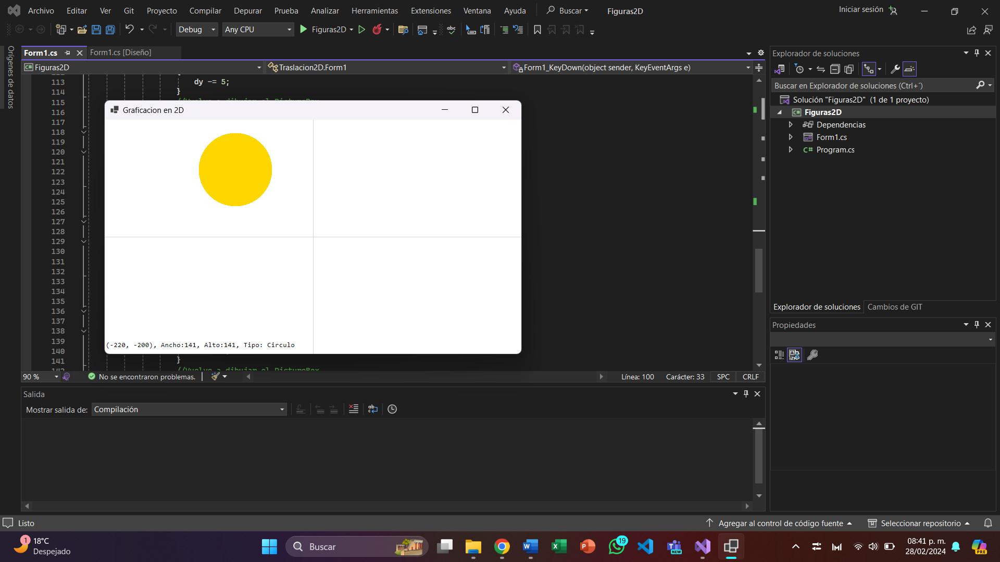 Archivo Editar Ver Git Proyecto Compilar Depurar Prueba Analizar Herramientas Extensiones Ventana Ayuda Buscar Figuras2D Iniciar sesión
Debug Any CPU Figuras2D
Orígenes de datos
Form1.cs Form1.cs [Diseño]
Figuras2D Traslacion2D.Form1 Form1_KeyDown(object sender, KeyEventArgs e)
113 dy -= 5;
114 }
115
116
117
118
119
120
121
122
123
124
125
126
127
128
129
130
131
132
133
134
135
136
137
138
139
140
141 }
//Vuelve a dibujar el PictureBox
Graficacion en 2D
(-220, -200), Ancho:141, Alto:141, Tipo: Circulo
90 % No se encontraron problemas. Línea: 100 Carácter: 33 SPC CRLF
Salida
Mostrar salida de: Compilación
Explorador de soluciones
Buscar en Explorador de soluciones (Ctrl+´)
Solución "Figuras2D" (1 de 1 proyecto)
Figuras2D
Dependencias
Form1.cs
C# Program.cs
Explorador de soluciones Cambios de GIT
Propiedades
Listo Agregar al control de código fuente Seleccionar repositorio
1 18°C
Despejado
Buscar
19
NEW
08:41 p. m.
28/02/2024
PRE